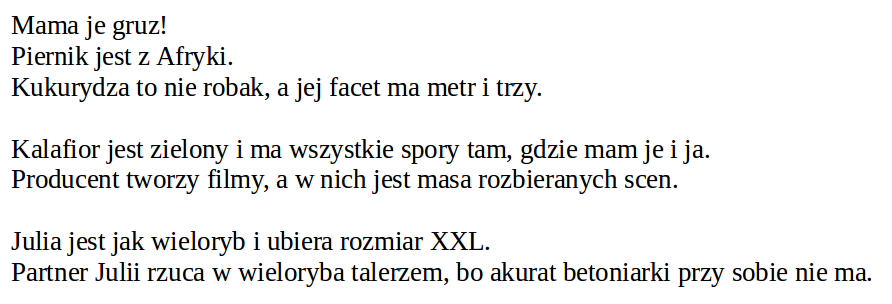 Mama je gruz!
Piernik jest z Afryki.
Kukurydza to nie robak, a jej facet ma metr i trzy.
Kalafior jest zielony i ma wszystkie spory tam, gdzie mam je i ja.
Producent tworzy filmy, a w nich jest masa rozbieranych scen.
Julia jest jak wieloryb i ubiera rozmiar XXL.
Partner Julii rzuca w wieloryba talerzem, bo akurat betoniarki przy sobie nie ma.